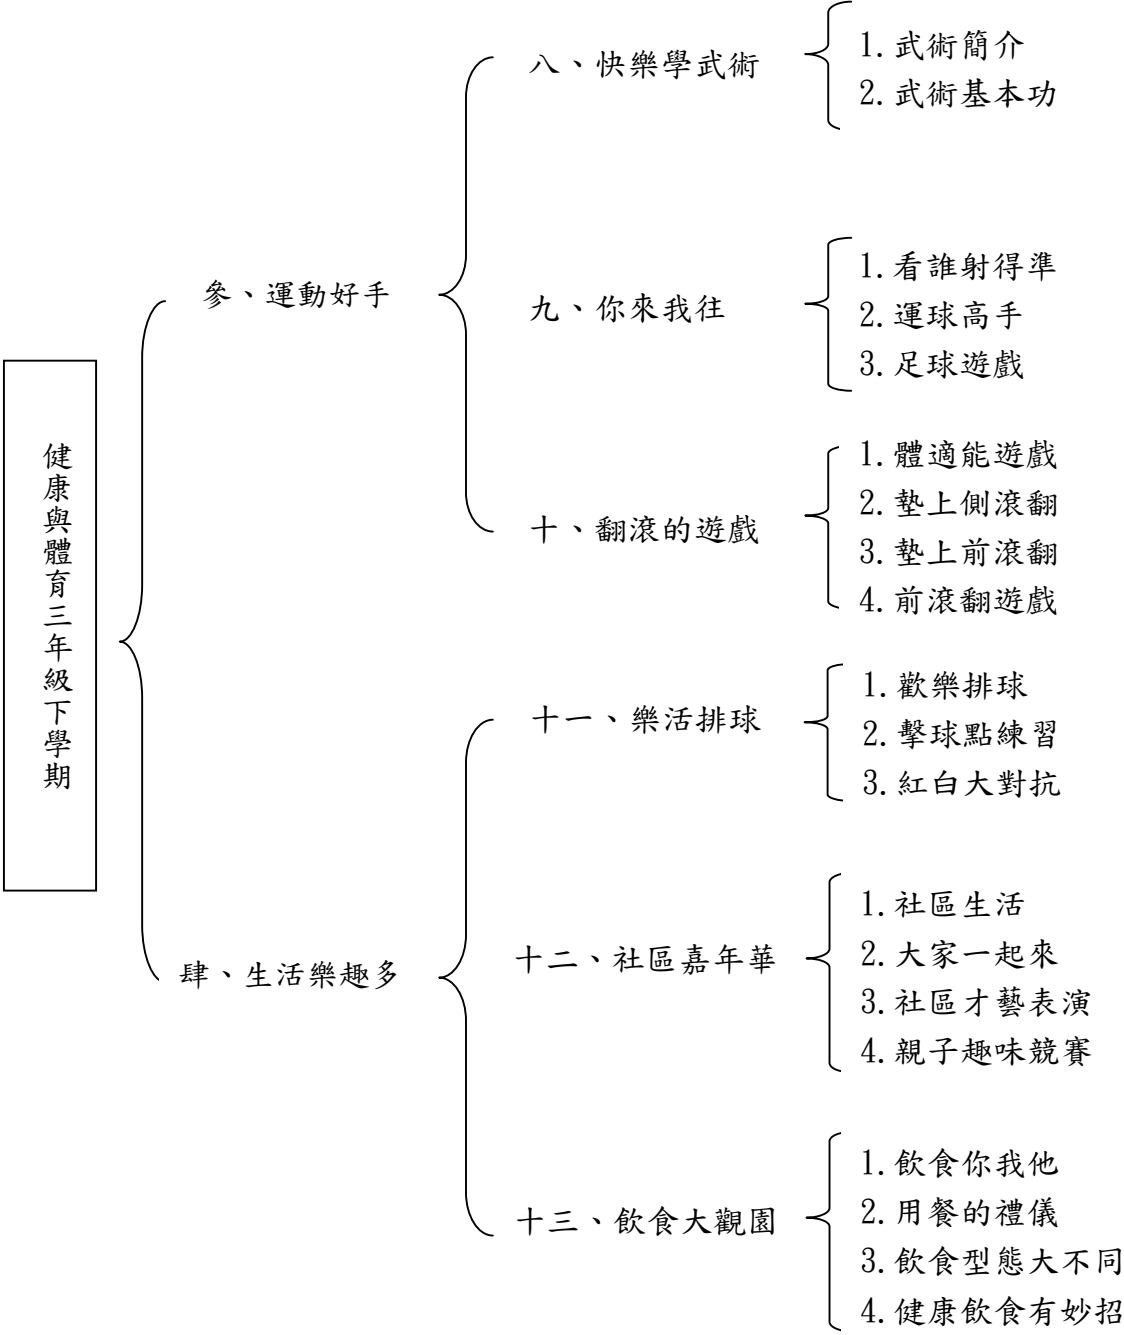 健康與體育三年級下學期
參、運動好手
八、快樂學武術
1.武術簡介
2.武術基本功
九、你來我往
1.看誰射得準
2.運球高手
3.足球遊戲
十、翻滾的遊戲
1.體適能遊戲
2.墊上側滾翻
3.墊上前滾翻
4.前滾翻遊戲
肆、生活樂趣多
十一、樂活排球
1.歡樂排球
2.擊球點練習
3.紅白大對抗
十二、社區嘉年華
1.社區生活
2.大家一起來
3.社區才藝表演
4.親子趣味競賽
十三、飲食大觀園
1.飲食你我他
2.用餐的禮儀
3.飲食型態大不同
4.健康飲食有妙招